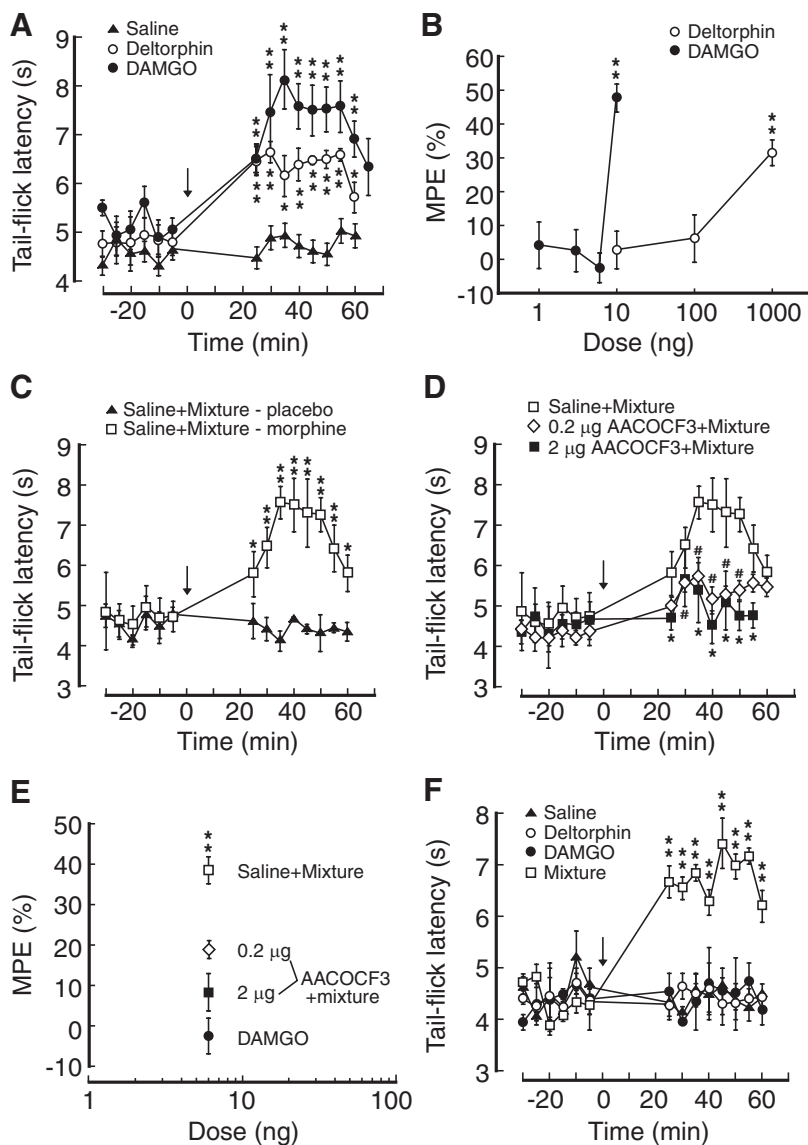 A
▲ Saline
○ Deltorphin
● DAMGO
Tail-flick latency (s)
9
8
7
6
5
4
-20 0 20 40 60
Time (min)
B
○ Deltorphin
● DAMGO
MPE (%)
60
50
40
30
20
10
0
-10
1 10 100 1000
Dose (ng)
C
▲ Saline+Mixture - placebo
□ Saline+Mixture - morphine
Tail-flick latency (s)
9
8
7
6
5
4
3
-20 0 20 40 60
Time (min)
D
□ Saline+Mixture
◇ 0.2 μg AACOCF3+Mixture
■ 2 μg AACOCF3+Mixture
Tail-flick latency (s)
9
8
7
6
5
4
3
-20 0 20 40 60
Time (min)
E
MPE (%)
50
40
30
20
10
0
-10
Saline+Mixture
0.2 μg
2 μg
AACOCF3
+mixture
DAMGO
1 10 100
Dose (ng)
F
▲ Saline
○ Deltorphin
● DAMGO
□ Mixture
Tail-flick latency (s)
8
7
6
5
4
3
-20 0 20 40 60
Time (min)